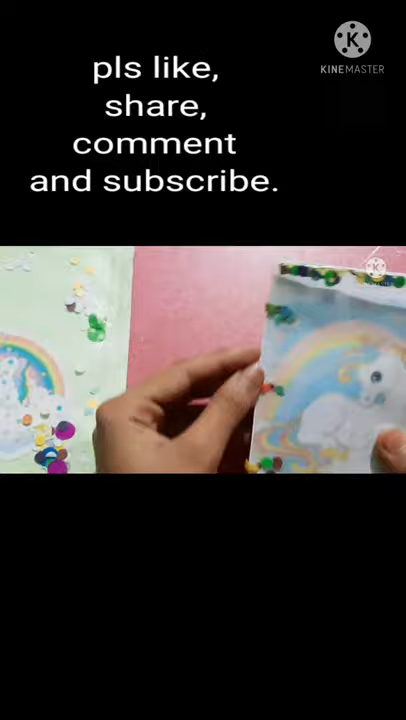 pls like,
share,
comment
and subscribe.
KINEMASTER